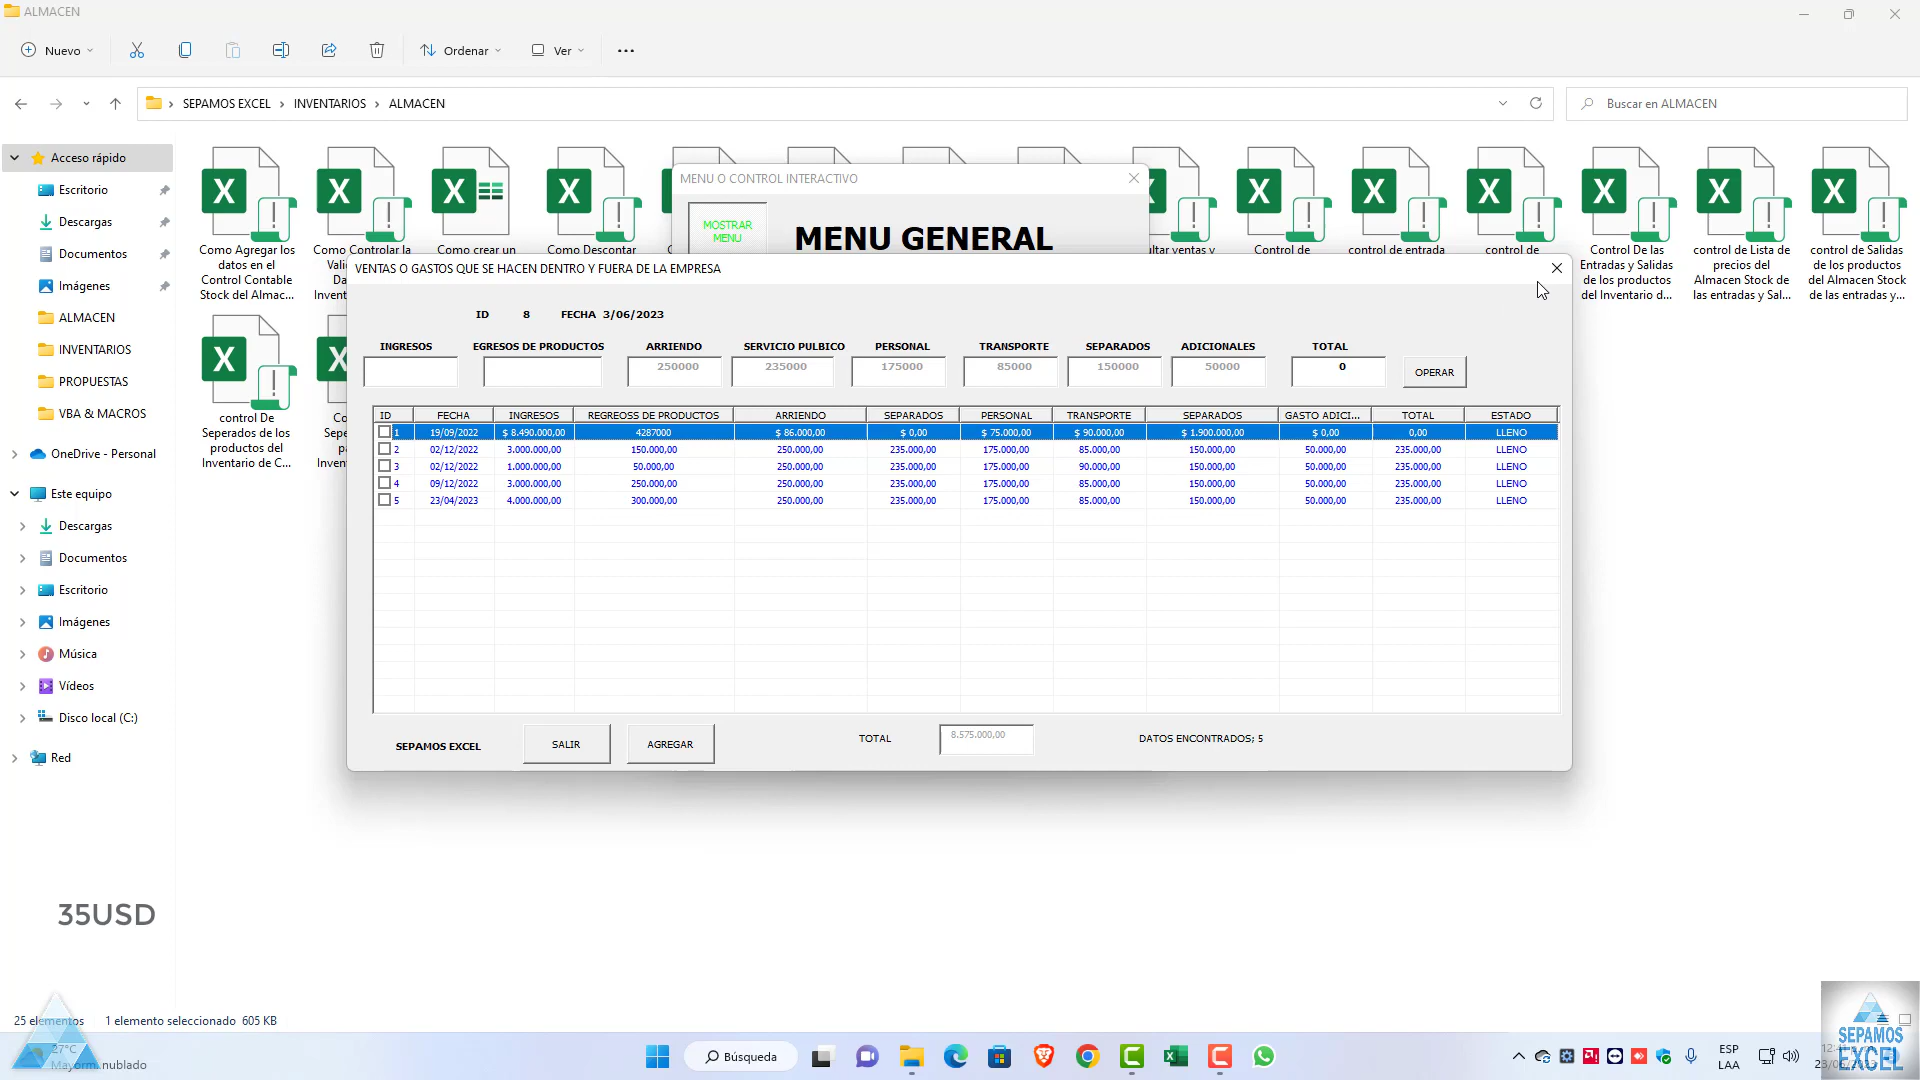 ALMACEN
Nuevo
Ordenar
Ver
SEPAMOS EXCEL › INVENTARIOS › ALMACEN
Buscar en ALMACEN
Acceso rápido
Escritorio
Descargas
Documentos
Imágenes
ALMACEN
INVENTARIOS
PROPUESTAS
VBA & MACROS
OneDrive - Personal
Este equipo
Descargas
Documentos
Escritorio
Imágenes
Música
Vídeos
Disco local (C:)
Red
Como Agregar los
datos en el
Control Contable
Stock del Almac...
Como Controlar la
Como crear un
Como Descontar
Control de
control de entrada
control de
Control De las
Entradas y Salidas
de los productos
del Inventario d...
control de Lista de
precios del
Almacen Stock de
las entradas y Sal...
control de Salidas
de los productos
del Almacen Stock
de las entradas y...
control De
Seperados de los
productos del
Inventario de C...
MENU O CONTROL INTERACTIVO
MOSTRAR
MENU
MENU GENERAL
VENTAS O GASTOS QUE SE HACEN DENTRO Y FUERA DE LA EMPRESA
ID 8 FECHA 3/06/2023
INGRESOS EGRESOS DE PRODUCTOS ARRIENDO SERVICIO PULBICO PERSONAL TRANSPORTE SEPARADOS ADICIONALES TOTAL
250000 235000 175000 85000 150000 50000 0
OPERAR
ID FECHA INGRESOS REGREOSS DE PRODUCTOS ARRIENDO SEPARADOS PERSONAL TRANSPORTE SEPARADOS GASTO ADICI... TOTAL ESTADO
1 19/09/2022 $ 8.490.000,00 4287000 $ 86.000,00 $ 0,00 $ 75.000,00 $ 90.000,00 $ 1.900.000,00 $ 0,00 0,00 LLENO
2 02/12/2022 3.000.000,00 150.000,00 250.000,00 235.000,00 175.000,00 85.000,00 150.000,00 50.000,00 235.000,00 LLENO
3 02/12/2022 1.000.000,00 50.000,00 250.000,00 235.000,00 175.000,00 90.000,00 150.000,00 50.000,00 235.000,00 LLENO
4 09/12/2022 3.000.000,00 250.000,00 250.000,00 235.000,00 175.000,00 85.000,00 150.000,00 50.000,00 235.000,00 LLENO
5 23/04/2023 4.000.000,00 300.000,00 250.000,00 235.000,00 175.000,00 85.000,00 150.000,00 50.000,00 235.000,00 LLENO
SEPAMOS EXCEL
SALIR
AGREGAR
TOTAL 8.575.000,00
DATOS ENCONTRADOS; 5
35USD
25 elementos 1 elemento seleccionado 605 KB
27°C
Mayorm. nublado
Búsqueda
ESP
LAA
SEPAMOS
EXCEL